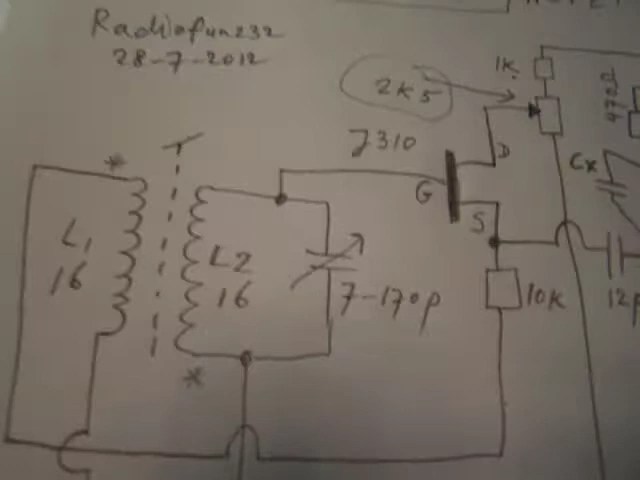 Radiofun232
28-7-2012
1K
2K5
470Ω
J310
D
Cx
G
S
*
L1
16
L2
16
7-170p
10K
12p
*